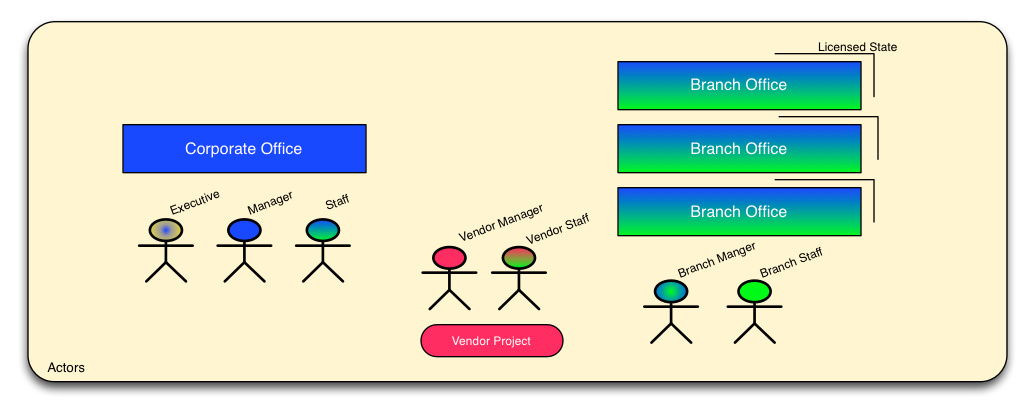 Licensed State
Branch Office
Corporate Office
Branch Office
Branch Office
Executive
Manager
Staff
Vendor Manager
Vendor Staff
Branch Manger
Branch Staff
Vendor Project
Actors